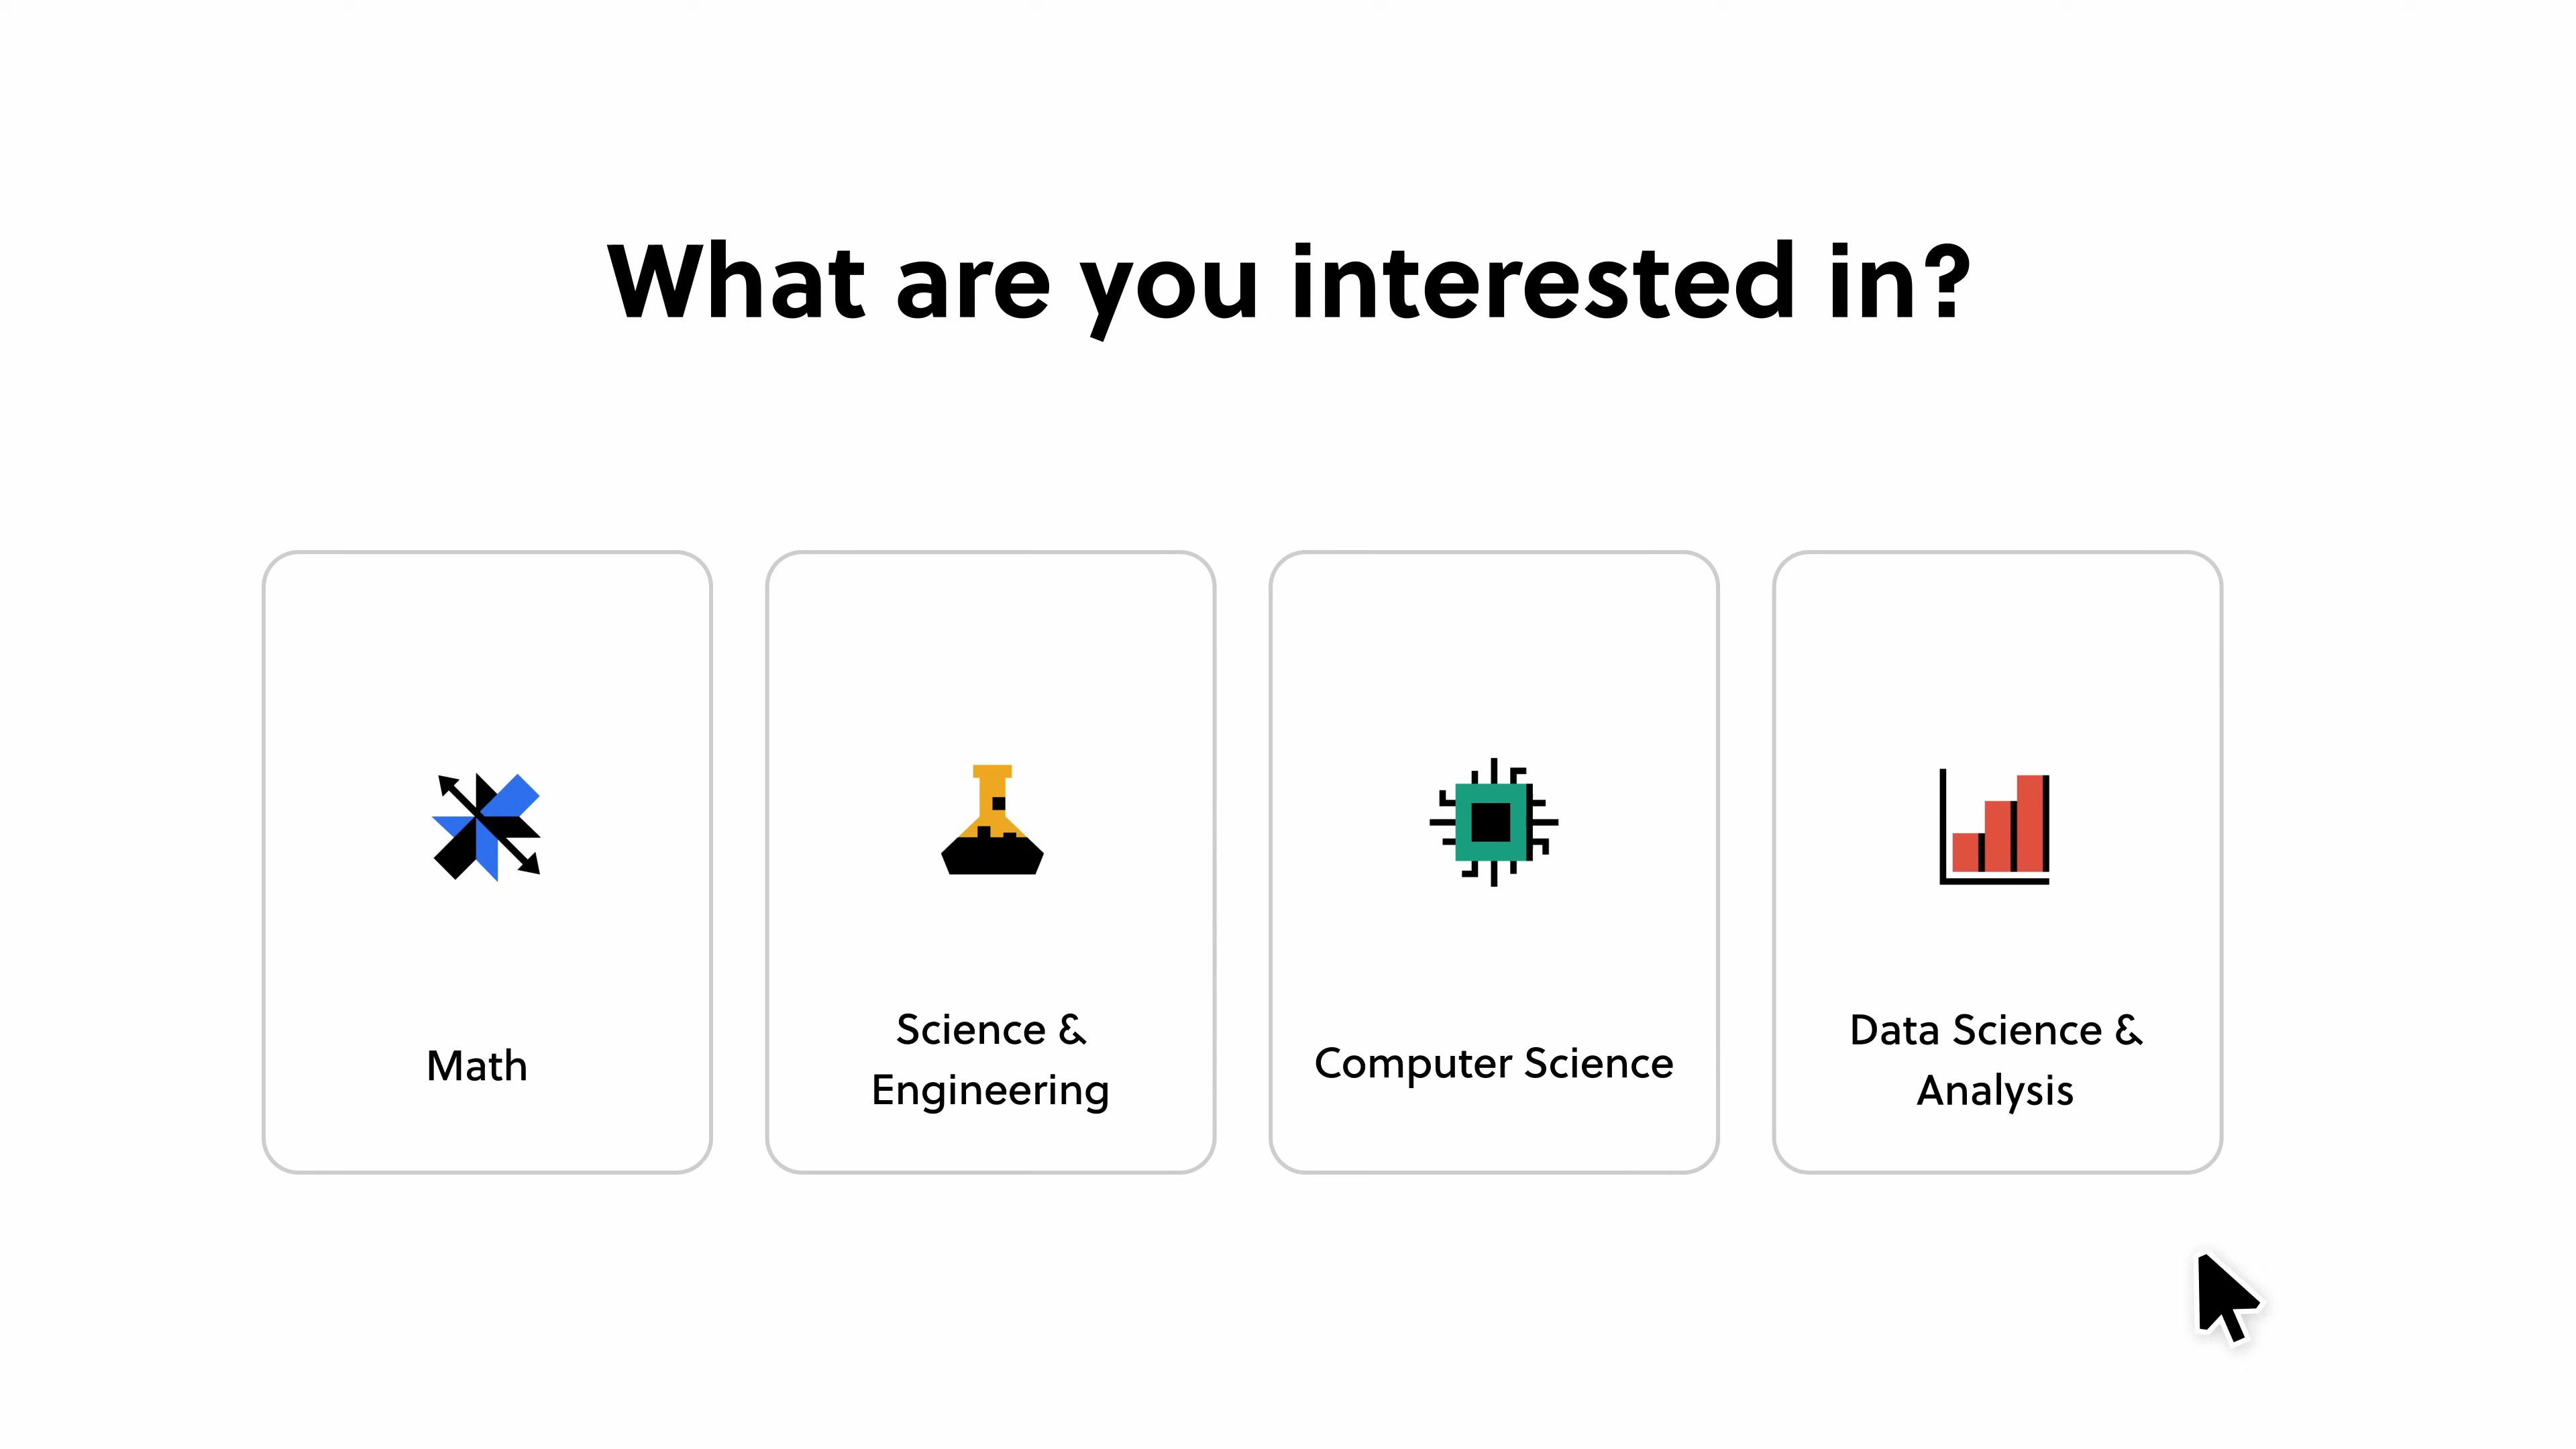 What are you interested in?
Math
Science &
Engineering
Computer Science
Data Science &
Analysis